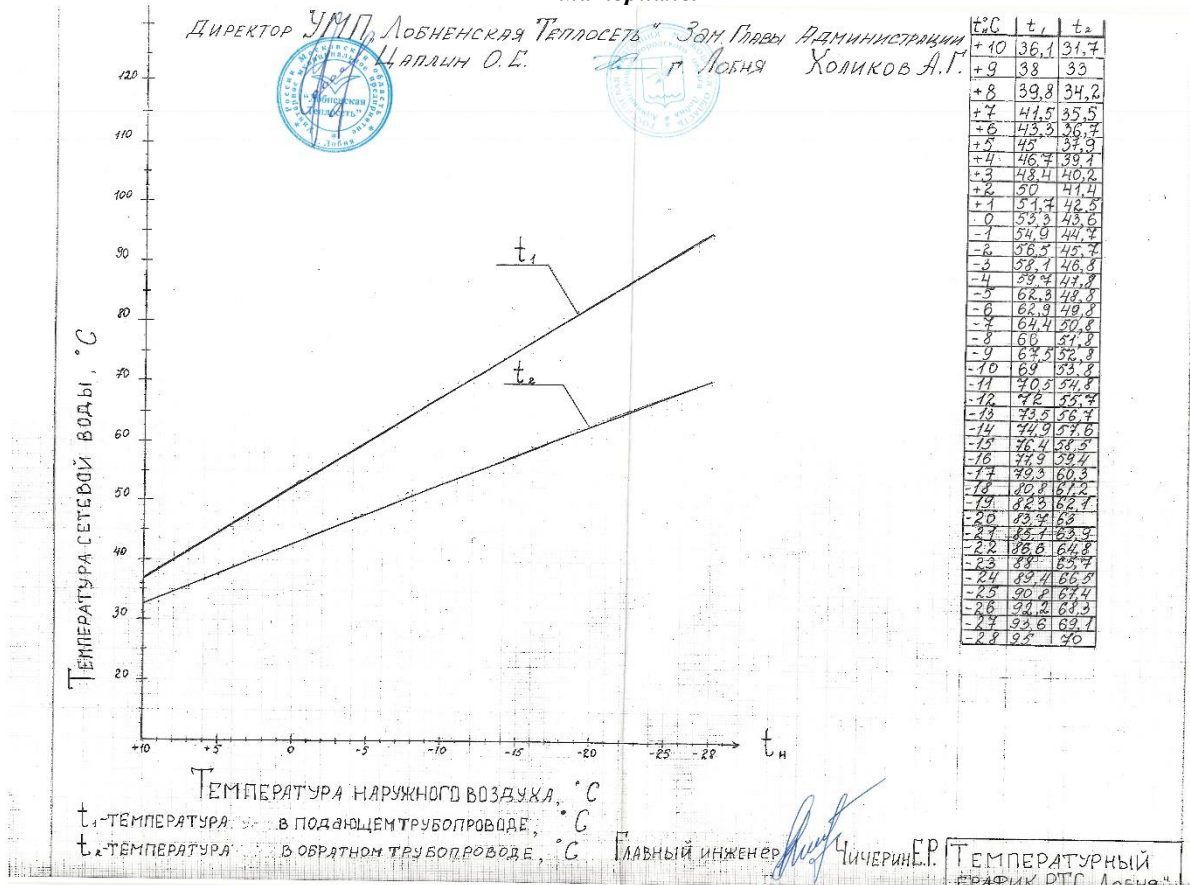 Директор УМП „Лобненская Теплосеть"
Цаплин О.Е.
Зам. Главы Администрации
г Лобня Холиков А.Г.
Лобненская
Теплосеть"
120
110
100
90
80
70
60
50
40
30
20
Температура сетевой воды, °С
t₁
t₂
+10 +5 0 -5 -10 -15 -20 -25 -28 tн
Температура наружного воздуха, °С
t₁-температура в подающем трубопроводе, °С
t₂-температура в обратном трубопроводе, °С
Главный инженер Чичерин Е.Р.
Температурный
график РТС „Лобня"
tн°С t₁ t₂
+10 36,1 31,7
+9 38 33
+8 39,8 34,2
+7 41,5 35,5
+6 43,3 36,7
+5 45 37,9
+4 46,7 39,1
+3 48,4 40,2
+2 50 41,4
+1 51,7 42,5
0 53,3 43,6
-1 54,9 44,7
-2 56,5 45,7
-3 58,1 46,8
-4 59,7 47,8
-5 62,3 48,8
-6 62,9 49,8
-7 64,4 50,8
-8 66 51,8
-9 67,5 52,8
-10 69 53,8
-11 70,5 54,8
-12 72 55,7
-13 73,5 56,7
-14 74,9 57,6
-15 76,4 58,5
-16 77,9 59,4
-17 79,3 60,3
-18 80,8 61,2
-19 82,3 62,1
-20 83,7 63
-21 85,1 63,9
-22 86,6 64,8
-23 88 65,7
-24 89,4 66,5
-25 90,8 67,4
-26 92,2 68,3
-27 93,6 69,1
-28 95 70